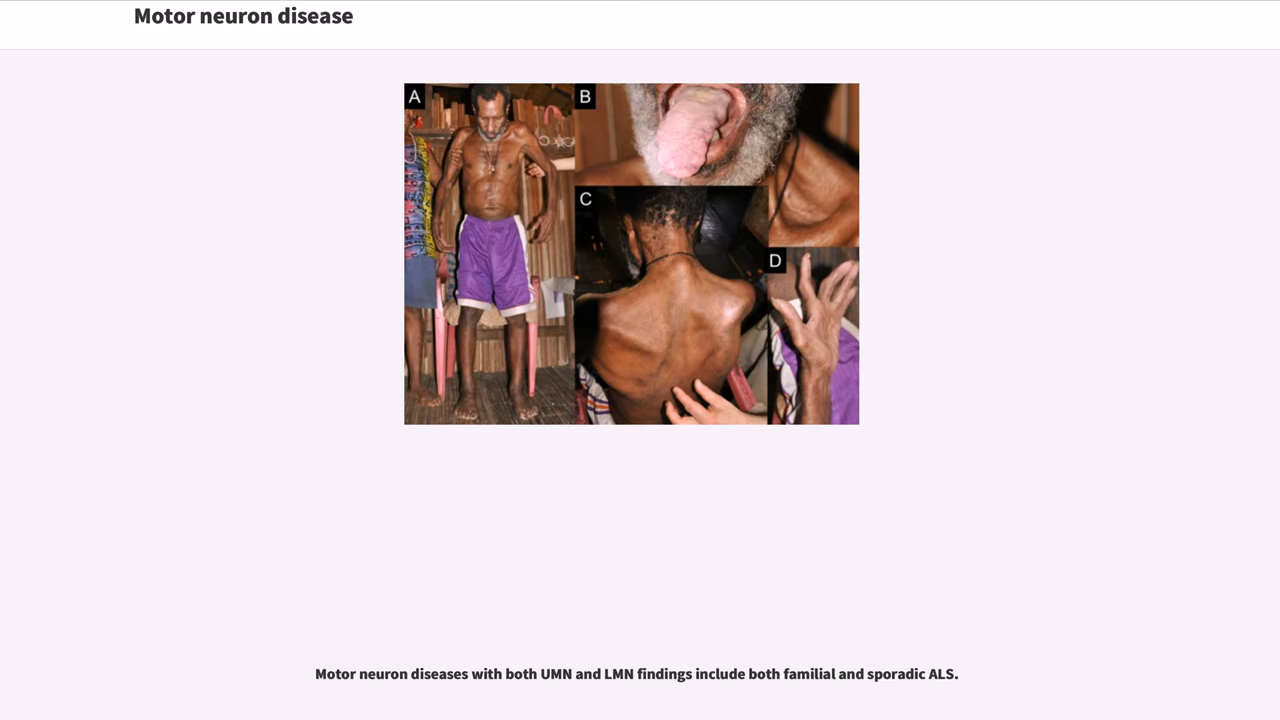 Motor neuron disease
A
B
C
D
Motor neuron diseases with both UMN and LMN findings include both familial and sporadic ALS.